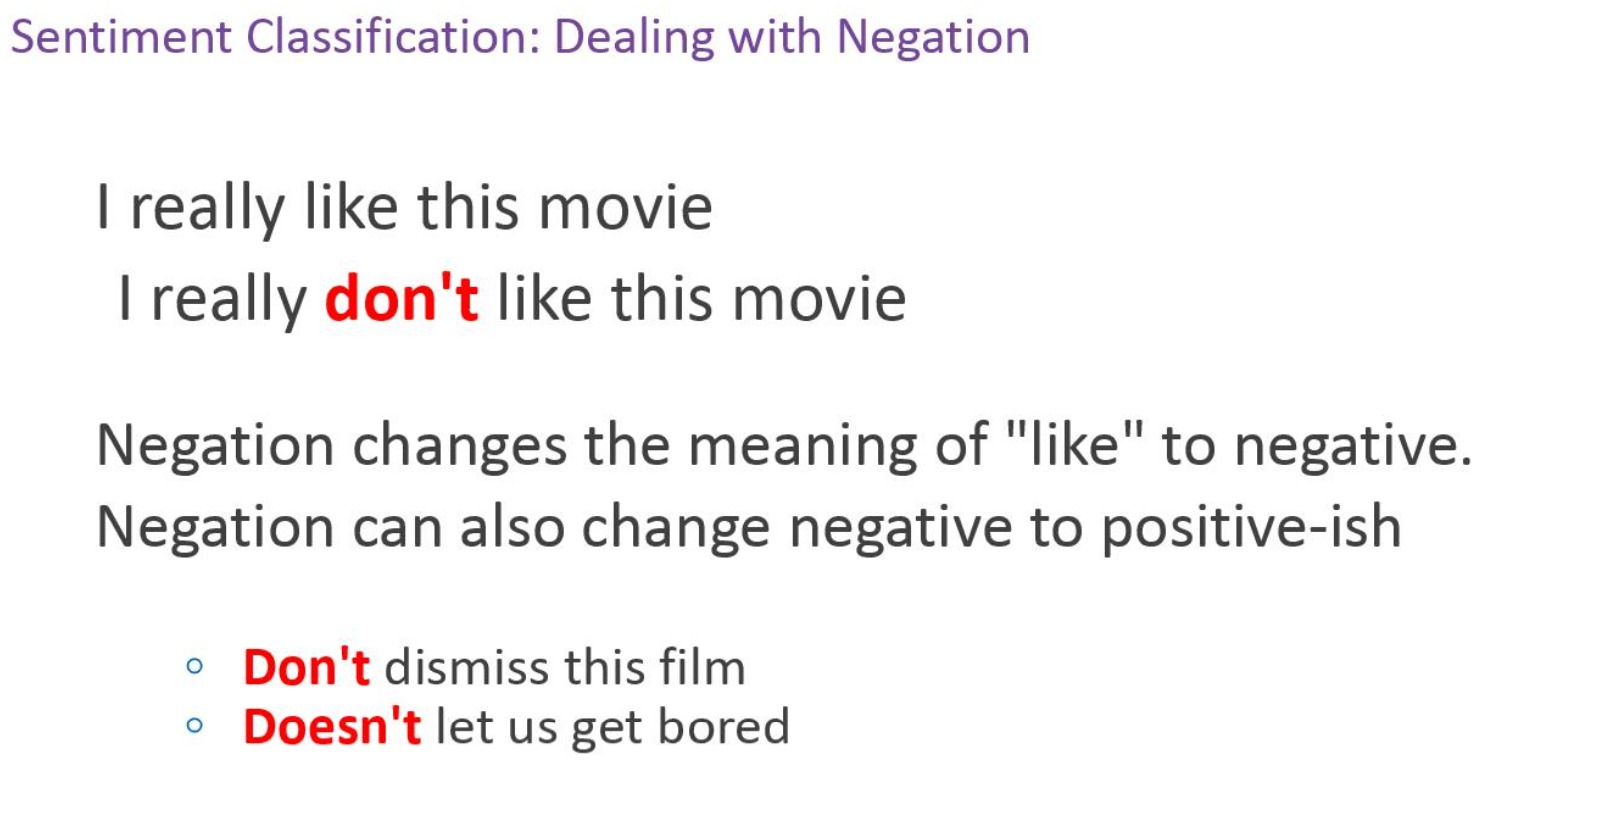 Sentiment Classification: Dealing with Negation
I really like this movie
I really don't like this movie
Negation changes the meaning of "like" to negative.
Negation can also change negative to positive-ish
◦ Don't dismiss this film
◦ Doesn't let us get bored